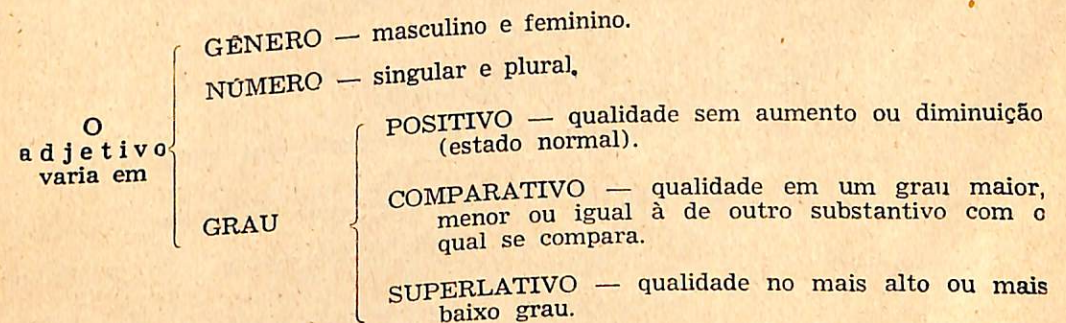 GÊNERO — masculino e feminino.
NÚMERO — singular e plural.
O
adjetivo
varia em
GRAU
POSITIVO — qualidade sem aumento ou diminuição
(estado normal).
COMPARATIVO — qualidade em um grau maior,
menor ou igual à de outro substantivo com o
qual se compara.
SUPERLATIVO — qualidade no mais alto ou mais
baixo grau.